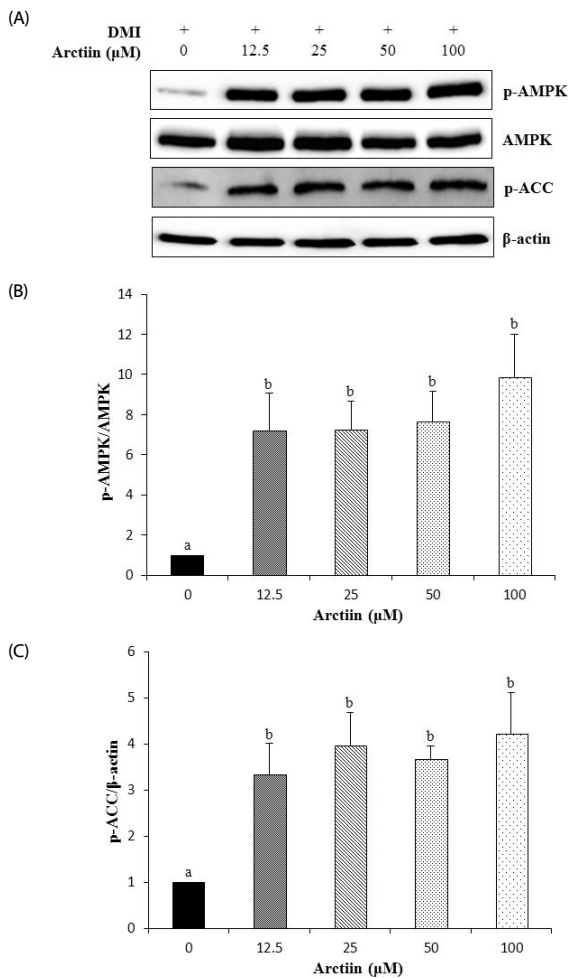 (A)
DMI + + + + +
Arctiin (μM) 0 12.5 25 50 100
p-AMPK
AMPK
p-ACC
β-actin
(B)
14
12
10
8
6
4
2
0
p-AMPK/AMPK
a b b b b
0 12.5 25 50 100
Arctiin (μM)
(C)
6
5
4
3
2
1
0
p-ACC/β-actin
a b b b b
0 12.5 25 50 100
Arctiin (μM)